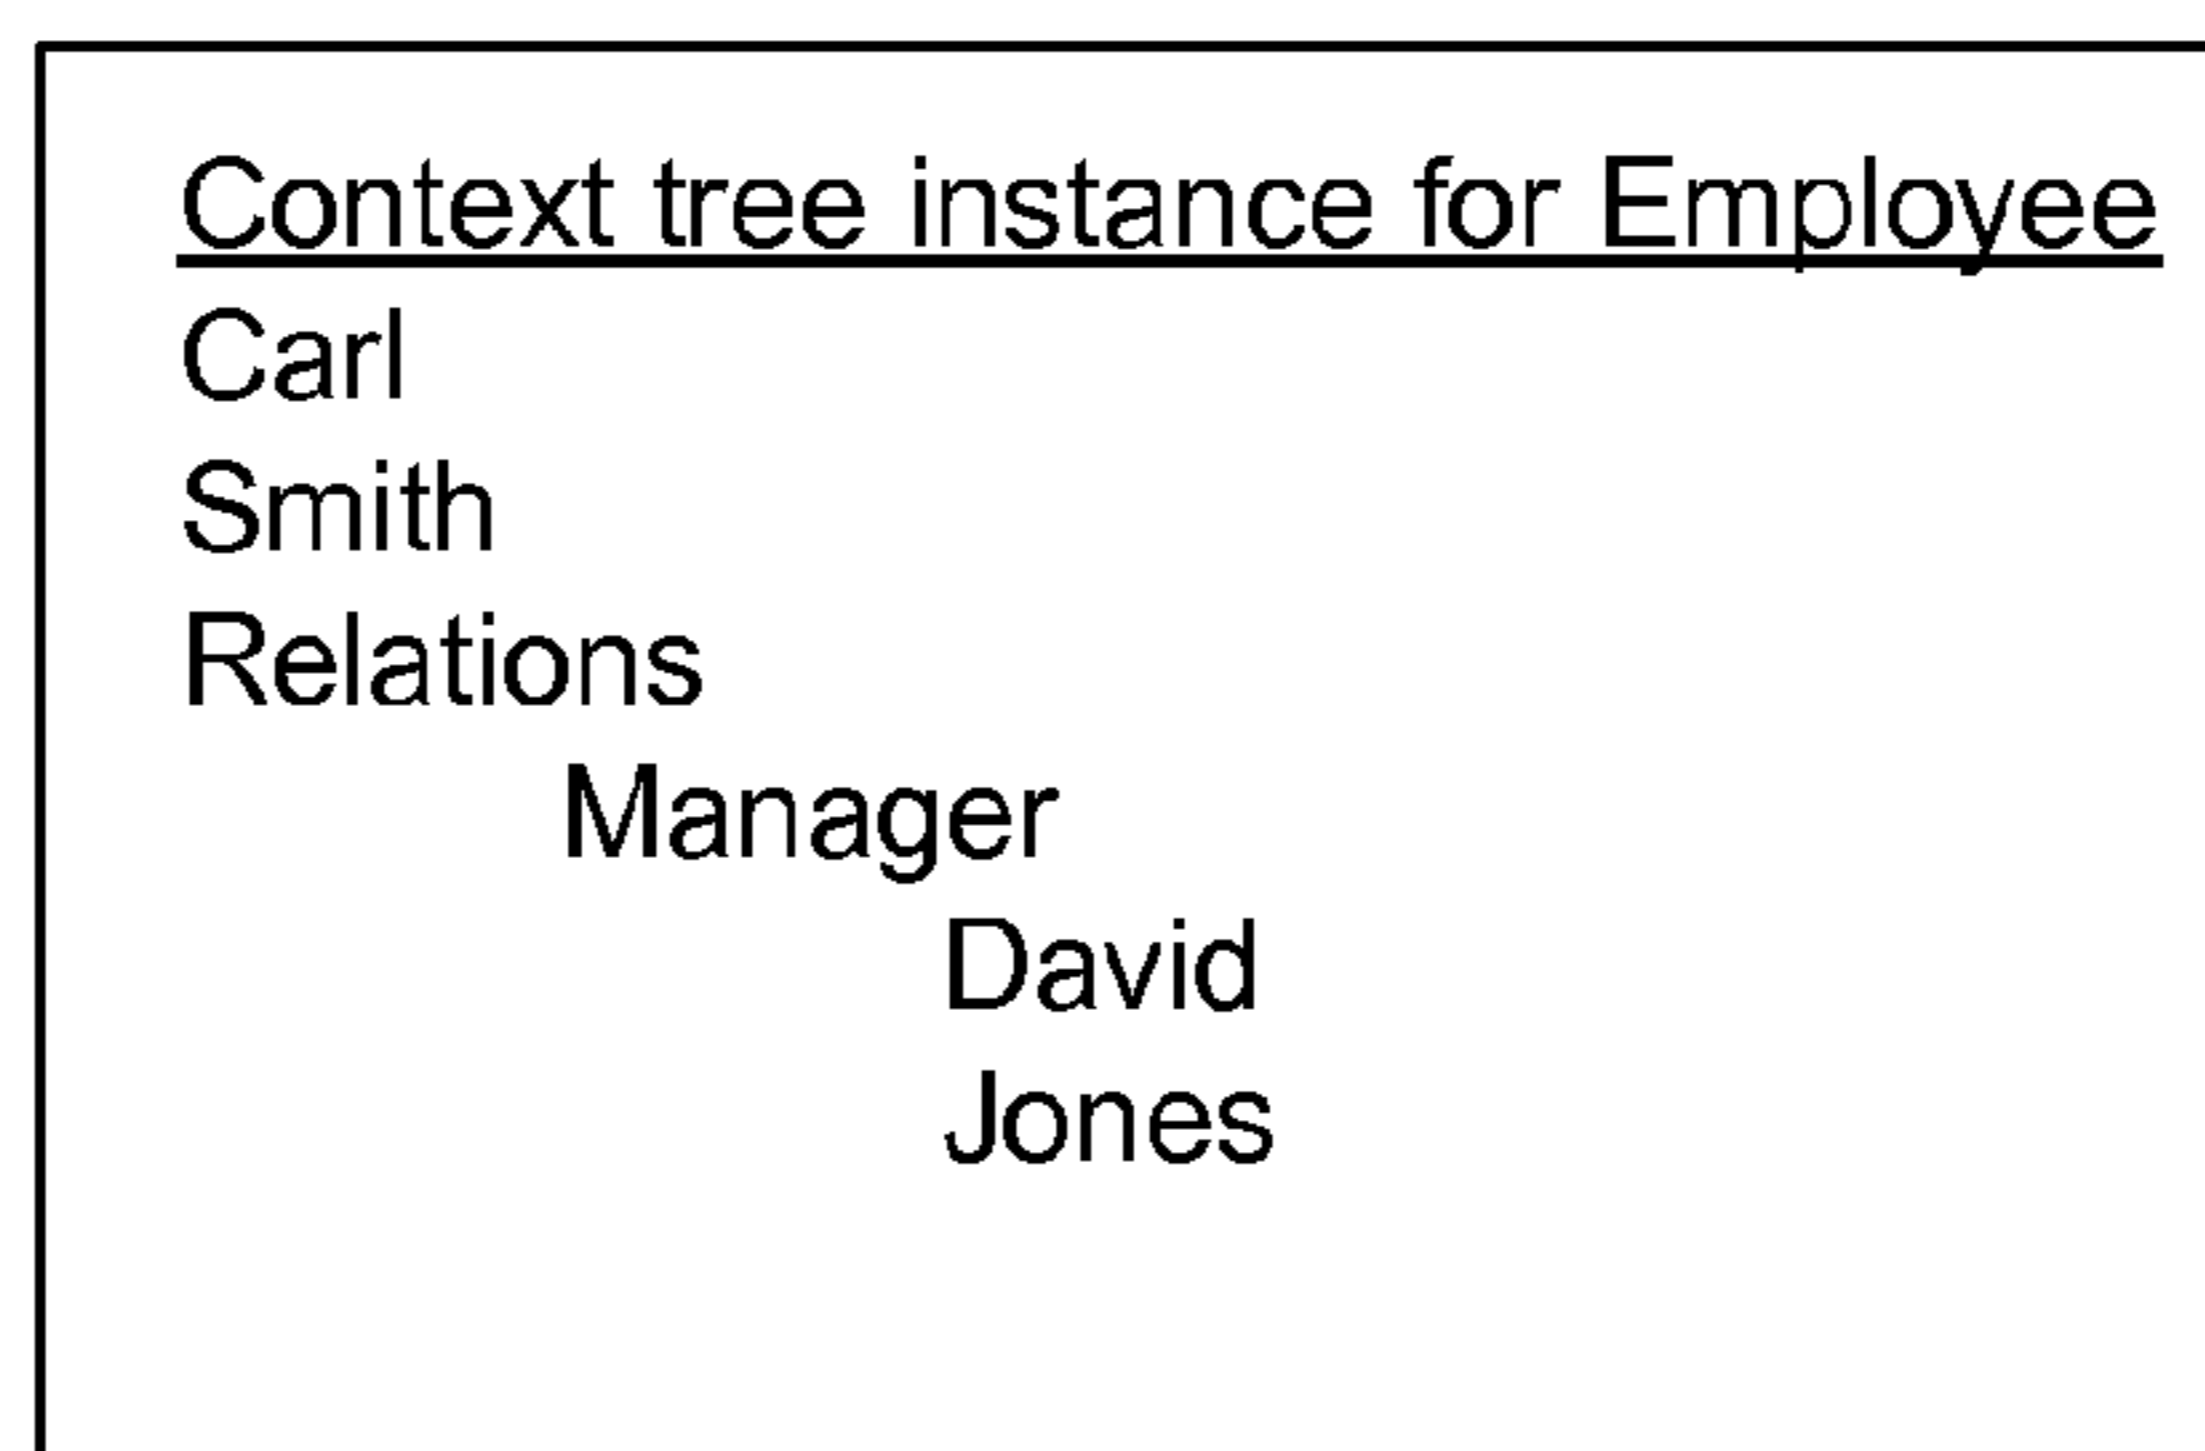 Context tree instance for Employee
Carl
Smith
Relations
Manager
David
Jones